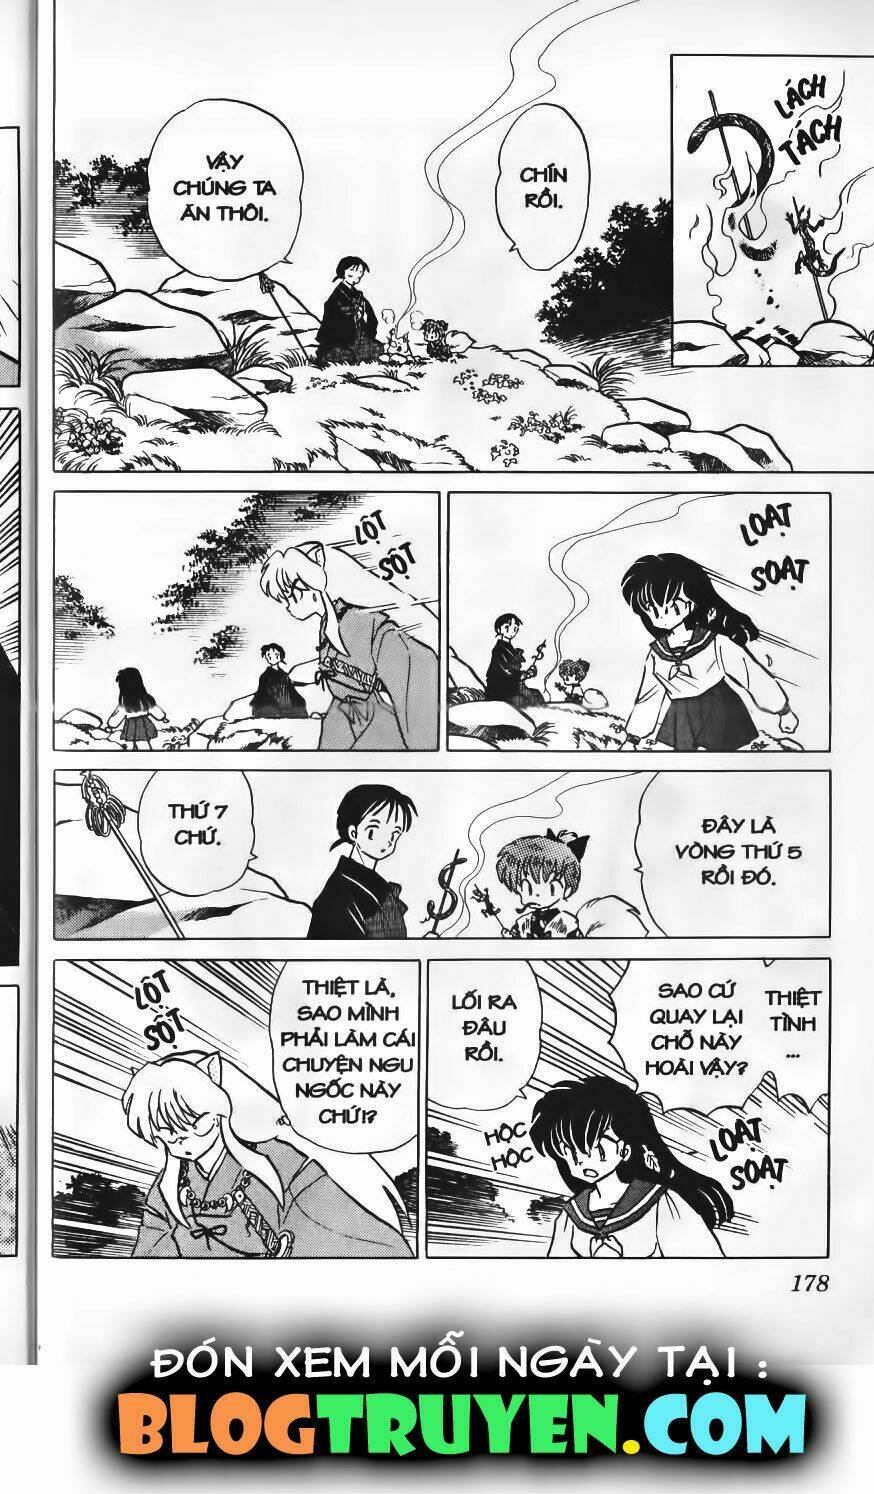 LÁCH
TÁCH
CHÍN
RỒI.
VẬY
CHÚNG TA
ĂN THÔI.
LOẠT
SOẠT
LỘT
SỘT
ĐÂY LÀ
VÒNG THỨ 5
RỒI ĐÓ.
THỨ 7
CHỨ.
THIỆT
TÌNH
...
SAO CỨ
QUAY LẠI
CHỖ NÀY
HOÀI VẬY?
LỐI RA
ĐÂU
RỒI.
HỘC
HỘC
LOẠT
SOẠT
THIỆT LÀ,
SAO MÌNH
PHẢI LÀM CÁI
CHUYỆN NGU
NGỐC NÀY
CHỨ!?
LỘT
SỘT
178
ĐÓN XEM MỖI NGÀY TẠI :
BLOGTRUYEN.COM